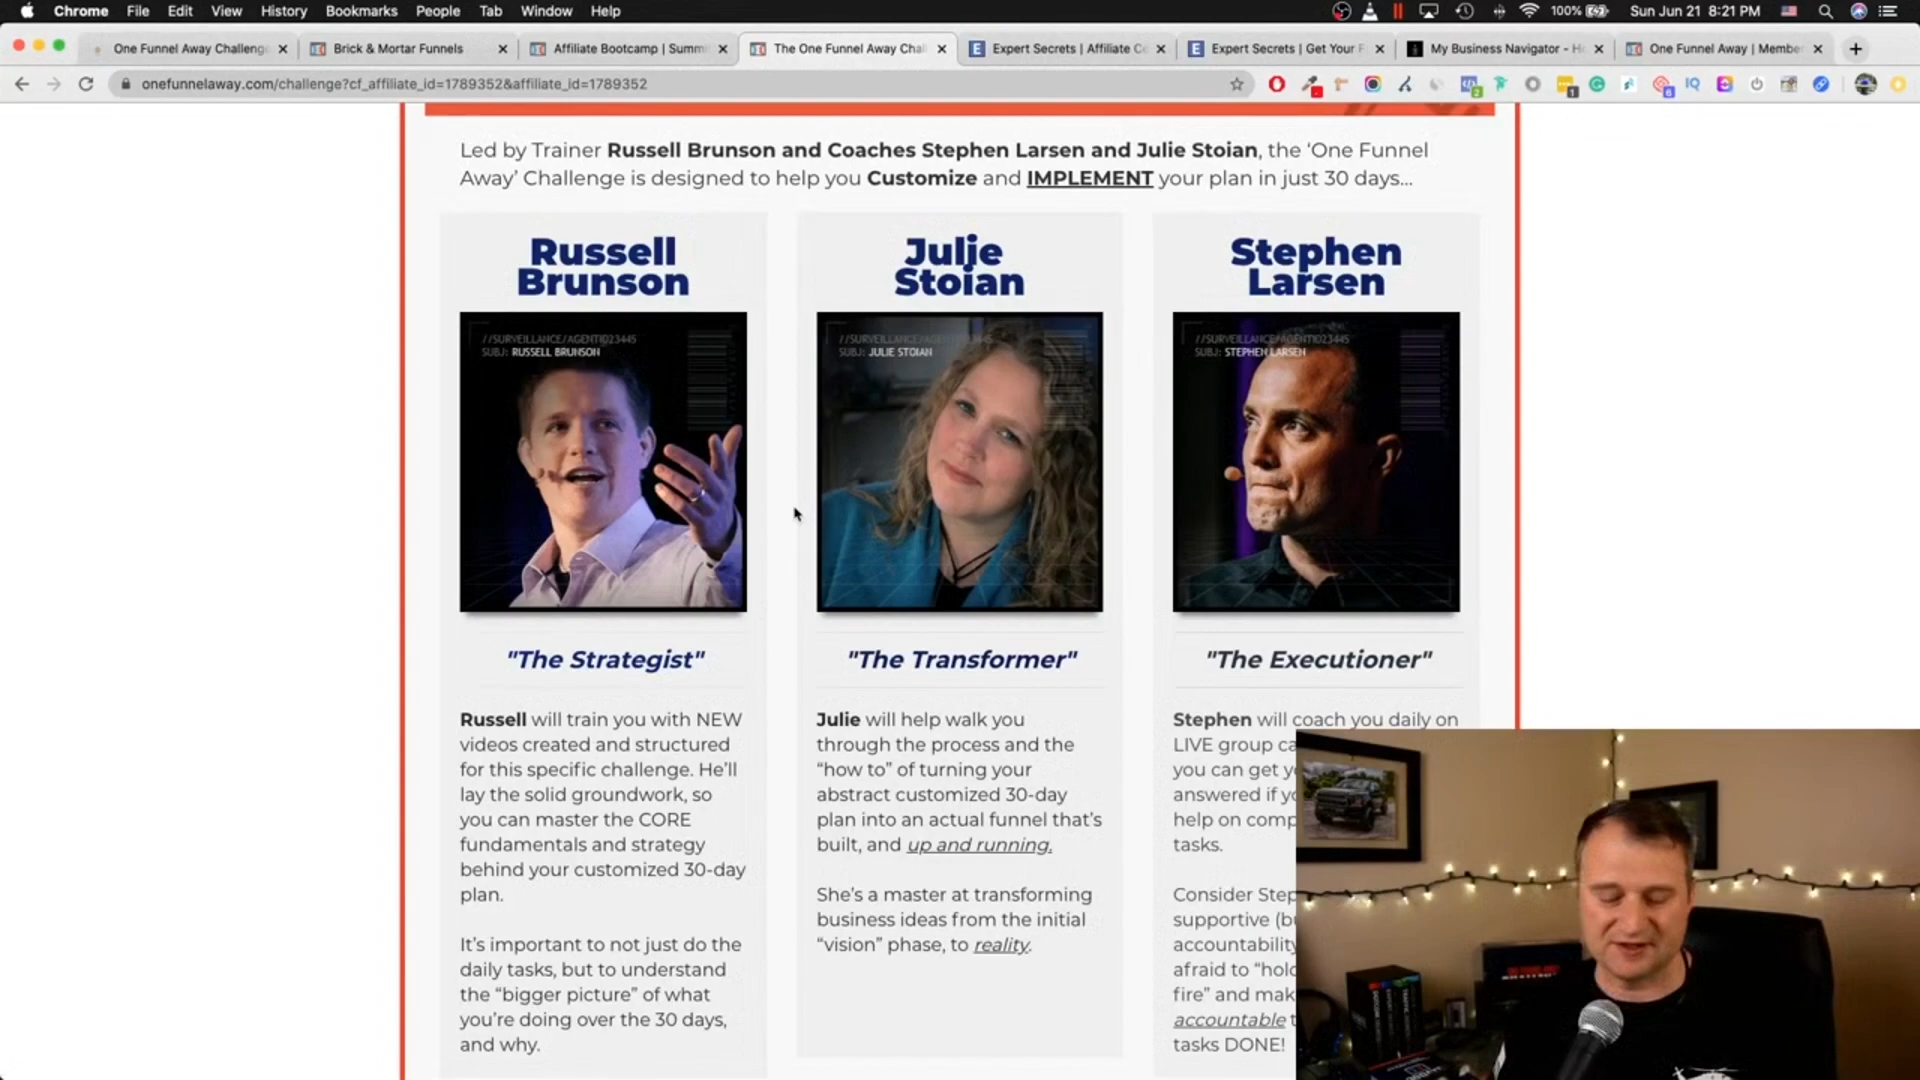 Chrome File Edit View History Bookmarks People Tab Window Help 100% Sun Jun 21 8:21 PM
One Funnel Away Challeng Brick & Mortar Funnels Affiliate Bootcamp | Summi The One Funnel Away Chal Expert Secrets | Affiliate Ce Expert Secrets | Get Your F My Business Navigator - H One Funnel Away | Membe
onefunnelaway.com/challenge?cf_affiliate_id=1789352&affiliate_id=1789352
Led by Trainer Russell Brunson and Coaches Stephen Larsen and Julie Stoian, the ‘One Funnel
Away’ Challenge is designed to help you Customize and IMPLEMENT your plan in just 30 days...
Russell
Brunson
//SURVEILLANCE/AGENT1023445
SUBJ: RUSSELL BRUNSON
"The Strategist"
Russell will train you with NEW
videos created and structured
for this specific challenge. He’ll
lay the solid groundwork, so
you can master the CORE
fundamentals and strategy
behind your customized 30-day
plan.
It’s important to not just do the
daily tasks, but to understand
the “bigger picture” of what
you’re doing over the 30 days,
and why.
Julie
Stoian
//SURVEILLANCE/AGENT1023445
SUBJ: JULIE STOIAN
"The Transformer"
Julie will help walk you
through the process and the
“how to” of turning your
abstract customized 30-day
plan into an actual funnel that’s
built, and up and running.
She’s a master at transforming
business ideas from the initial
“vision” phase, to reality.
Stephen
Larsen
//SURVEILLANCE/AGENT1023445
SUBJ: STEPHEN LARSEN
"The Executioner"
Stephen will coach you daily on
LIVE group ca
you can get y
answered if yo
help on comp
tasks.
Consider Step
supportive (b
accountability
afraid to “hold
fire” and mak
accountable t
tasks DONE!